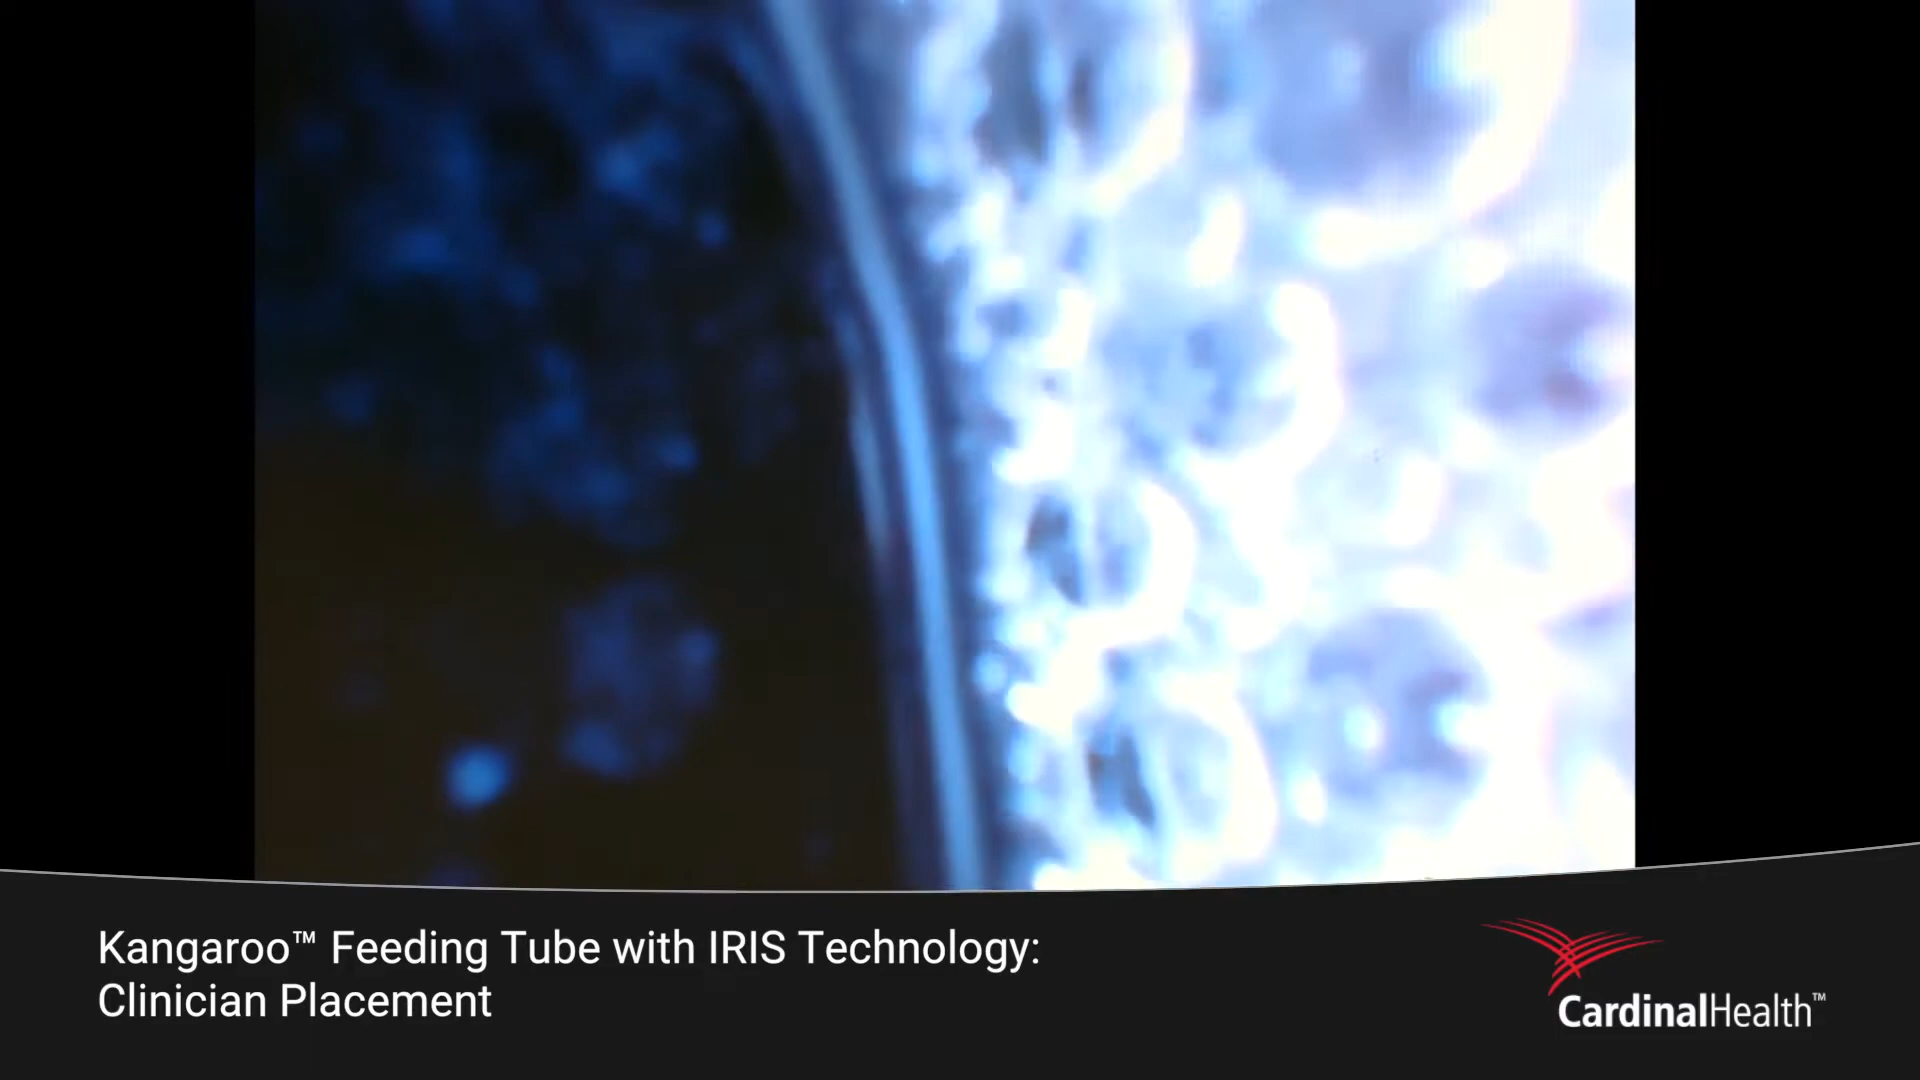 Kangaroo™ Feeding Tube with IRIS Technology:
Clinician Placement
CardinalHealth™